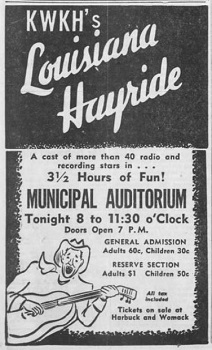 KWKH's
Louisiana
Hayride
A cast of more than 40 radio and
recording stars in . . .
3½ Hours of Fun!
MUNICIPAL AUDITORIUM
Tonight 8 to 11:30 o'Clock
Doors Open 7 P.M.
GENERAL ADMISSION
Adults 60c, Children 30c
RESERVE SECTION
Adults $1 Children 50c
All tax
included
Tickets on sale at
Harbuck and Womack